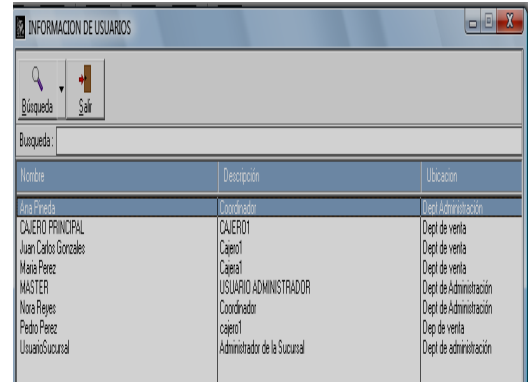 INFORMACION DE USUARIOS
Búsqueda Salir
Busqueda :
Nombre Descripción Ubicacion
Ana Pineda Coordinador Dept Administración
CAJERO PRINCIPAL CAJERO1 Dept de venta
Juan Carlos Gonzales Cajero1 Dept de venta
Maria Perez Cajera1 Dept de venta
MASTER USUARIO ADMINISTRADOR Dept de Administración
Nora Reyes Coordinador Dept de Administración
Pedro Perez cajero1 Dep de venta
UsuarioSucursal Administrador de la Sucursal Dept de administración